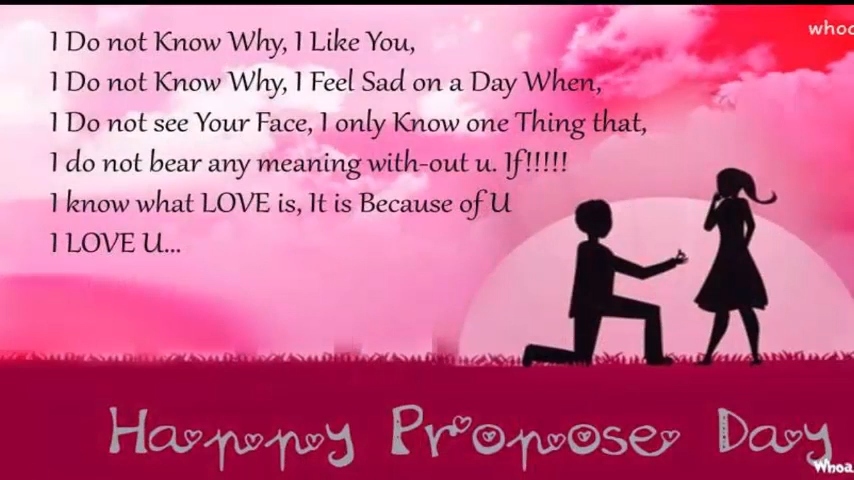 I Do not Know Why, I Like You,
I Do not Know Why, I Feel Sad on a Day When,
I Do not see Your Face, I only Know one Thing that,
I do not bear any meaning with-out u. If!!!!!
I know what LOVE is, It is Because of U
I LOVE U...
Happy Propose Day